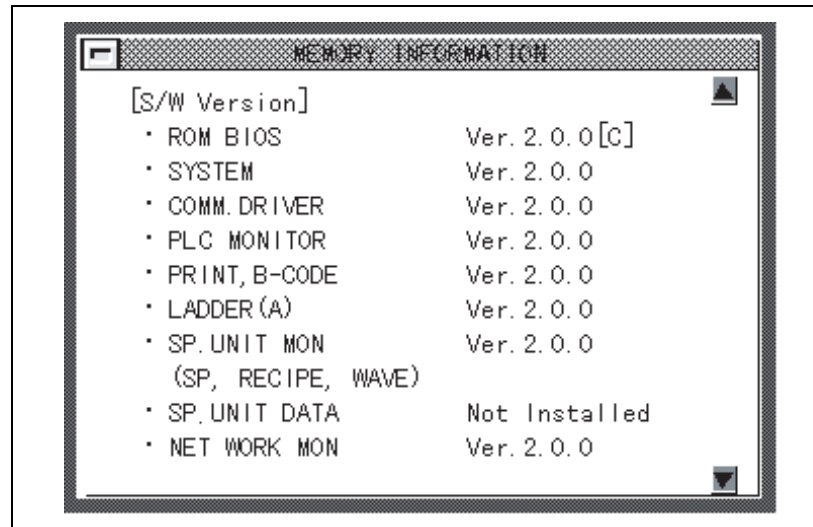 MEMORY INFORMATION
[S/W Version]
・ROM BIOS Ver.2.0.0[C]
・SYSTEM Ver.2.0.0
・COMM.DRIVER Ver.2.0.0
・PLC MONITOR Ver.2.0.0
・PRINT,B-CODE Ver.2.0.0
・LADDER(A) Ver.2.0.0
・SP.UNIT MON Ver.2.0.0
(SP, RECIPE, WAVE)
・SP.UNIT DATA Not Installed
・NET WORK MON Ver.2.0.0